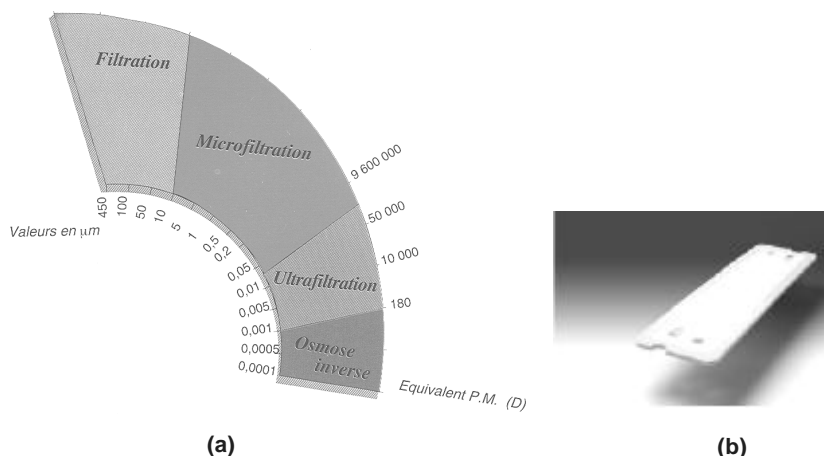 Filtration
Microfiltration
Ultrafiltration
Osmose
inverse
Valeurs en µm
450
100
50
10
5
1
0,5
0,2
0,05
0,01
0,005
0,001
0,0005
0,0001
9 600 000
50 000
10 000
180
Equivalent P.M. (D)
(a)
(b)